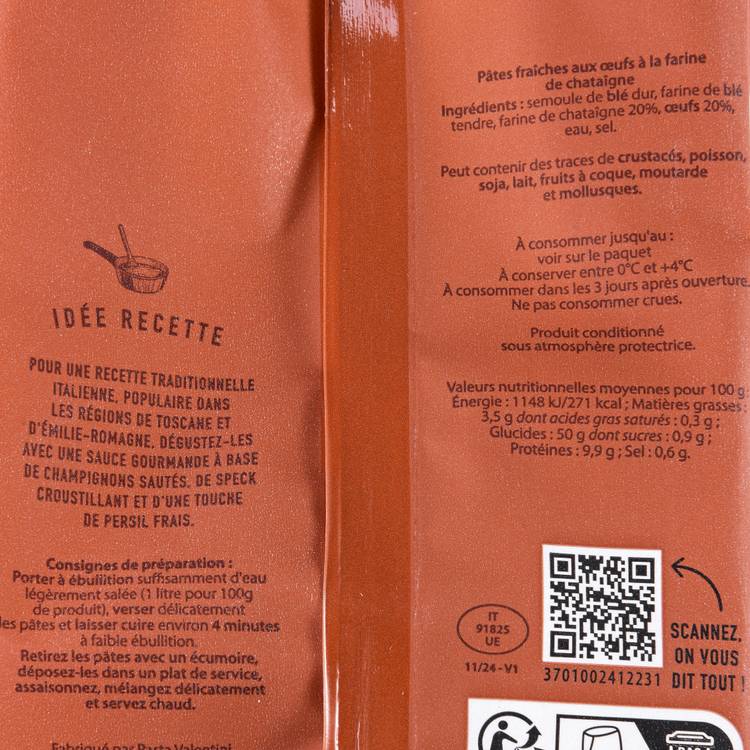 IDÉE RECETTE
POUR UNE RECETTE TRADITIONNELLE
ITALIENNE, POPULAIRE DANS
LES RÉGIONS DE TOSCANE ET
D'ÉMILIE-ROMAGNE, DÉGUSTEZ-LES
AVEC UNE SAUCE GOURMANDE À BASE
DE CHAMPIGNONS SAUTÉS, DE SPECK
CROUSTILLANT ET D'UNE TOUCHE
DE PERSIL FRAIS.
Consignes de préparation :
Porter à ébullition suffisamment d'eau
légèrement salée (1 litre pour 100g
de produit), verser délicatement
les pâtes et laisser cuire environ 4 minutes
à faible ébullition.
Retirez les pâtes avec un écumoire,
déposez-les dans un plat de service,
assaisonnez, mélangez délicatement
et servez chaud.
Fabriqué par Pasta Valentini
Pâtes fraîches aux œufs à la farine
de chataîgne
Ingrédients : semoule de blé dur, farine de blé
tendre, farine de chataîgne 20%, œufs 20%,
eau, sel.
Peut contenir des traces de crustacés, poisson,
soja, lait, fruits à coque, moutarde
et mollusques.
À consommer jusqu'au :
voir sur le paquet
À conserver entre 0°C et +4°C
À consommer dans les 3 jours après ouverture.
Ne pas consommer crues.
Produit conditionné
sous atmosphère protectrice.
Valeurs nutritionnelles moyennes pour 100 g
Énergie : 1148 kJ/271 kcal ; Matières grasses :
3,5 g dont acides gras saturés : 0,3 g ;
Glucides : 50 g dont sucres : 0,9 g ;
Protéines : 9,9 g ; Sel : 0,6 g.
IT
91825
UE
11/24 - V1
3701002412231
SCANNEZ,
ON VOUS
DIT TOUT !